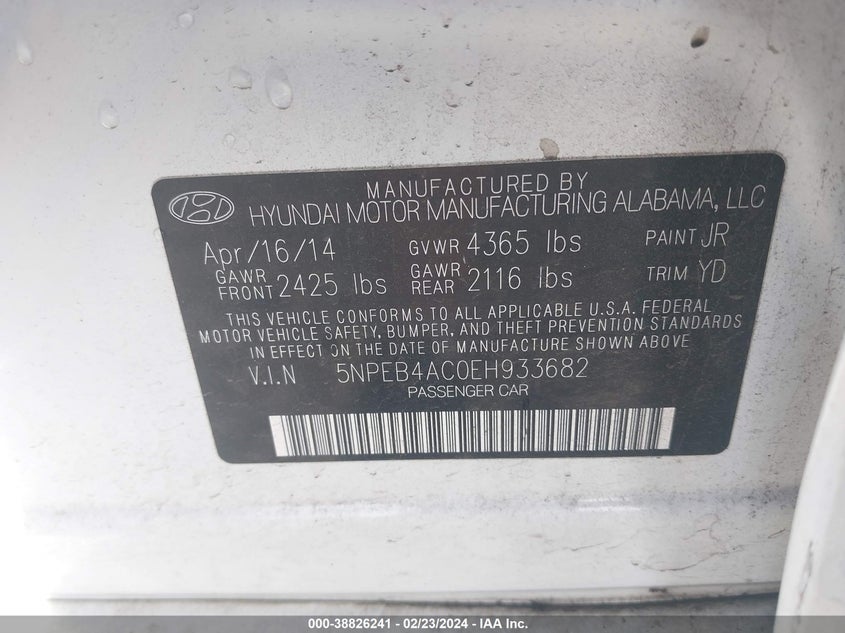 MANUFACTURED BY
HYUNDAI MOTOR MANUFACTURING ALABAMA, LLC
Apr/16/14 GVWR 4365 lbs PAINT JR
GAWR FRONT 2425 lbs GAWR REAR 2116 lbs TRIM YD
THIS VEHICLE CONFORMS TO ALL APPLICABLE U.S.A. FEDERAL
MOTOR VEHICLE SAFETY, BUMPER, AND THEFT PREVENTION STANDARDS
IN EFFECT ON THE DATE OF MANUFACTURE SHOWN ABOVE
V.I.N 5NPEB4AC0EH933682
PASSENGER CAR
000-38826241 - 02/23/2024 - IAA Inc.